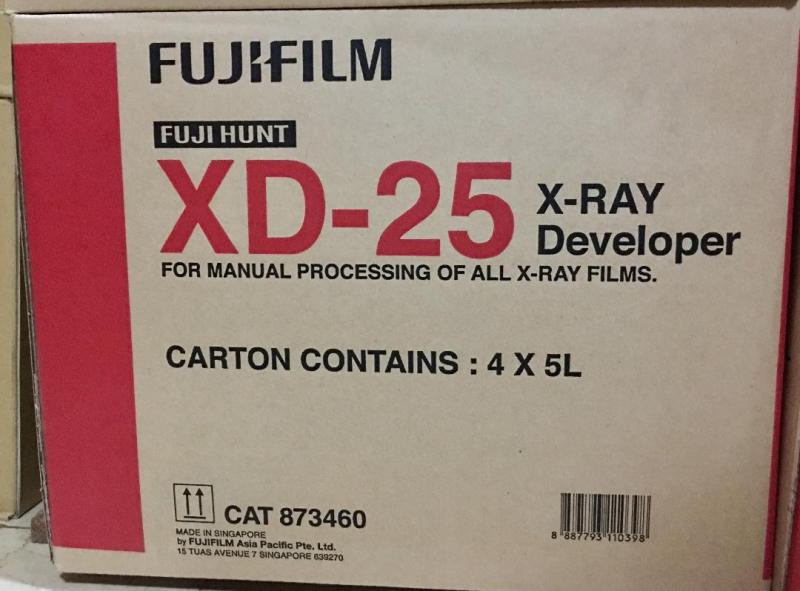 FUJIFILM
FUJI HUNT
XD-25 X-RAY Developer
FOR MANUAL PROCESSING OF ALL X-RAY FILMS.
CARTON CONTAINS : 4 X 5L
CAT 873460
MADE IN SINGAPORE
by FUJIFILM Asia Pacific Pte. Ltd.
15 TUAS AVENUE 7 SINGAPORE 639270
8 887793 110398